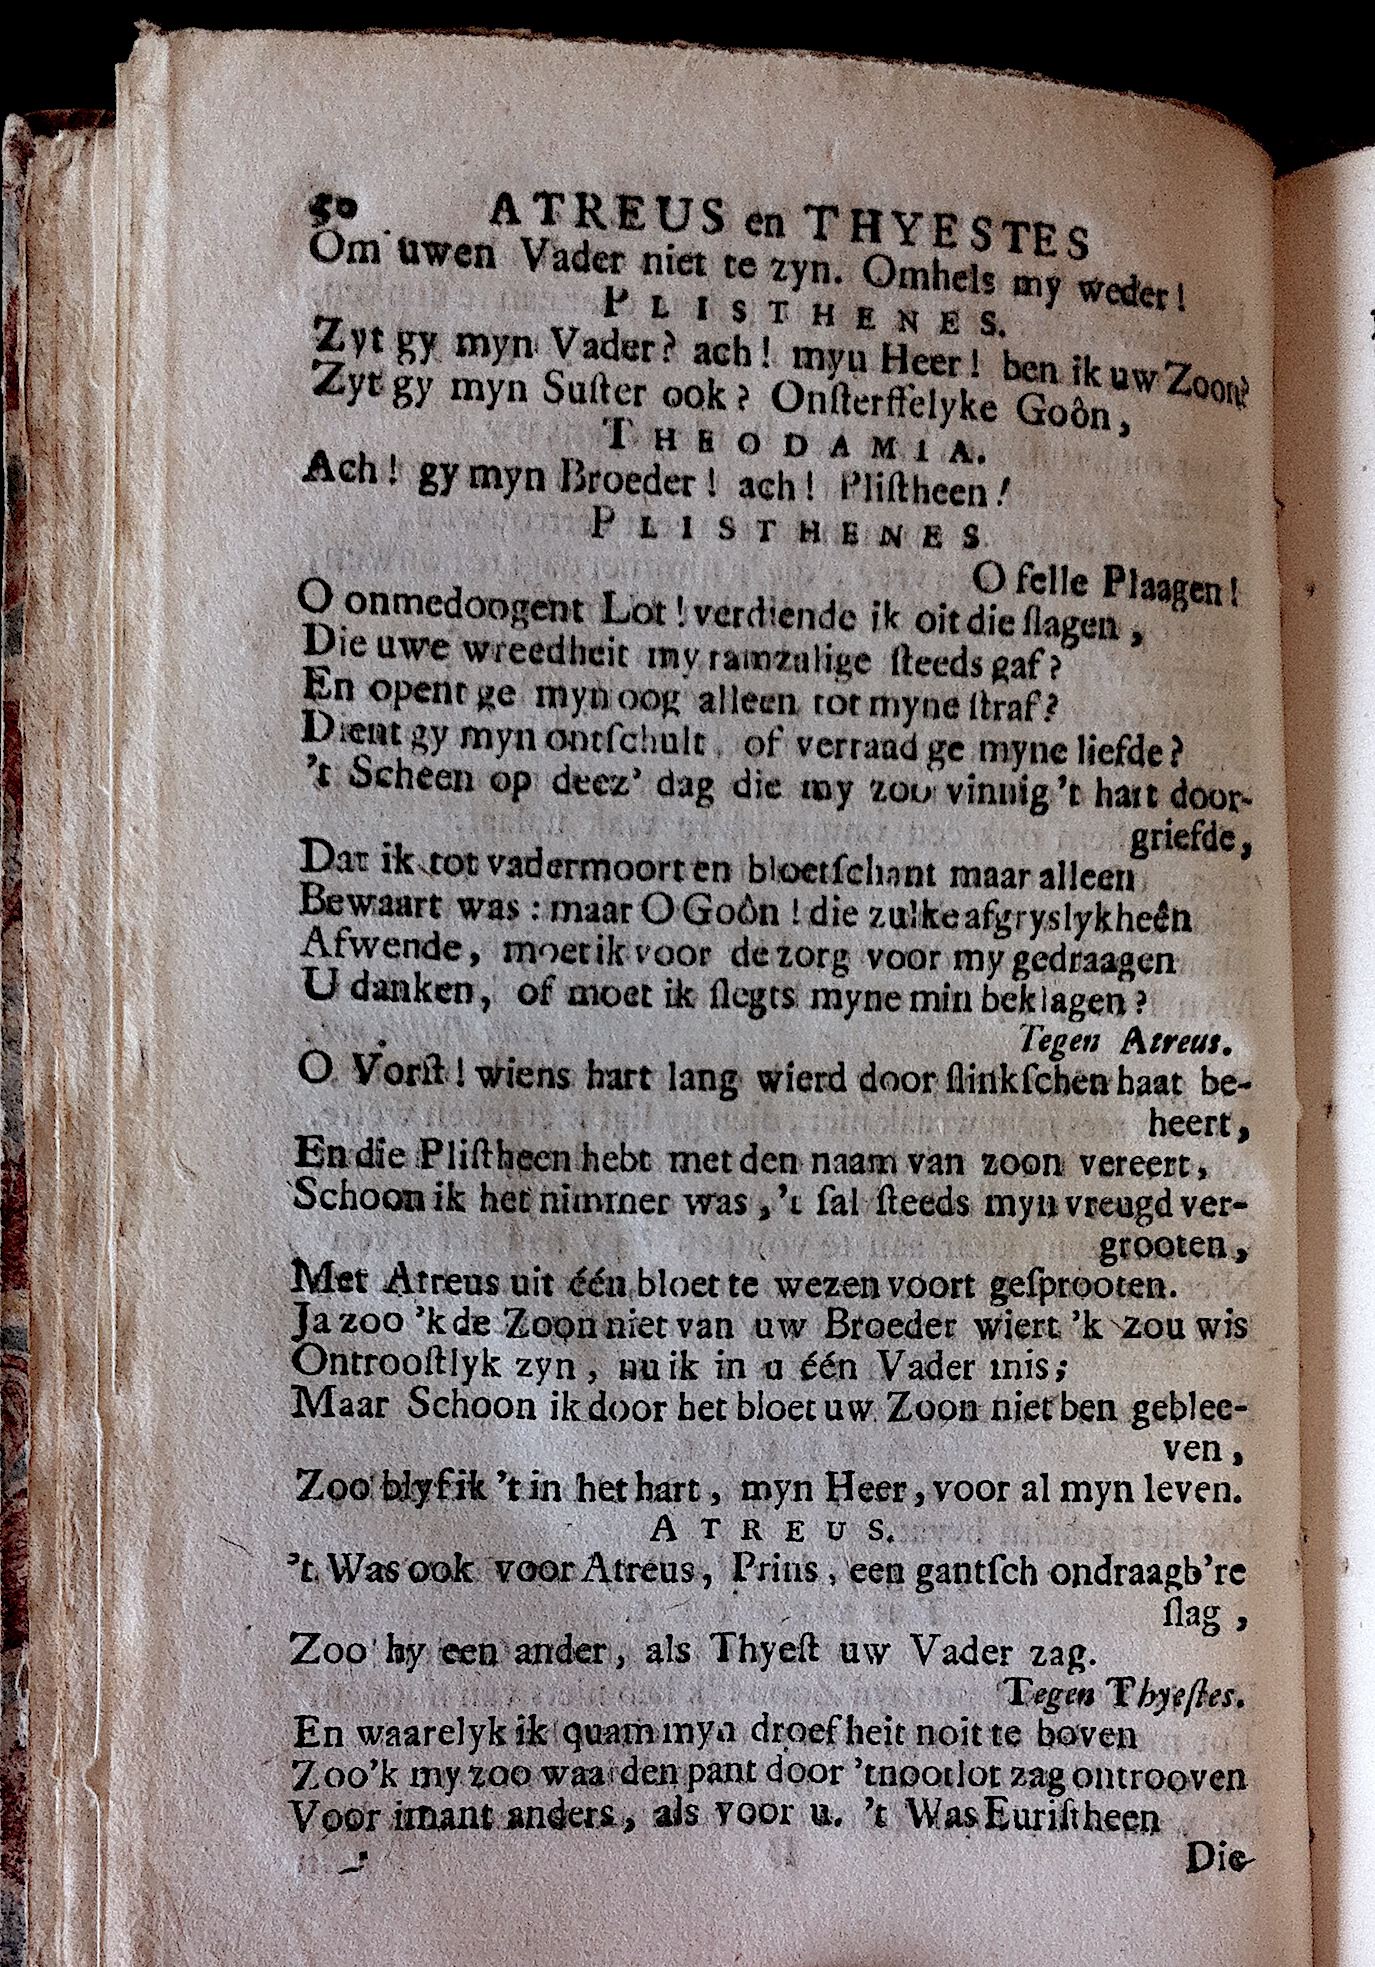 50 ATREUS en THYESTES
Om uwen Vader niet te zyn. Omhels my weder!
PLISTHENES.
Zyt gy myn Vader? ach! myn Heer! ben ik uw Zoon?
Zyt gy myn Suſter ook? Onſterffelyke Goôn,
THEODAMIA.
Ach! gy myn Broeder! ach! Pliſtheen!
PLISTHENES.
O felle Plaagen!
O onmedoogent Lot! verdiende ik oit die ſlagen,
Die uwe wreedheit my ramzalige ſteeds gaf?
En opent ge myn oog alleen tot myne ſtraf?
Dient gy myn ontſchult, of verraad ge myne liefde?
't Scheen op deez' dag die my zou vinnig 't hart door-
griefde,
Dat ik tot vadermoort en bloetſchant maar alleen
Bewaart was: maar O Goôn! die zulke afgryslykheên
Afwende, moet ik voor de zorg voor my gedraagen
U danken, of moet ik ſlegts myne min beklagen?
Tegen Atreus.
O Vorſt! wiens hart lang wierd door ſlinkſchen haat be-
heert,
En die Pliſtheen hebt met den naam van zoon vereert,
Schoon ik het nimmer was, 't ſal ſteeds myn vreugd ver-
grooten,
Met Atreus uit één bloet te wezen voort geſprooten.
Ja zoo 'k de Zoon niet van uw Broeder wiert 'k zou wis
Ontrooſtlyk zyn, nu ik in u één Vader mis;
Maar Schoon ik door het bloet uw Zoon niet ben geblee-
ven,
Zoo blyf ik 't in het hart, myn Heer, voor al myn leven.
ATREUS.
't Was ook voor Atreus, Prins, een gantſch ondraagb're
ſlag,
Zoo hy een ander, als Thyeſt uw Vader zag.
Tegen Thyeſtes.
En waarelyk ik quam myn droefheit noit te boven
Zoo'k my zoo waarden pant door 'tnootlot zag ontrooven
Voor imant anders, als voor u. 't Was Euriſtheen
Die